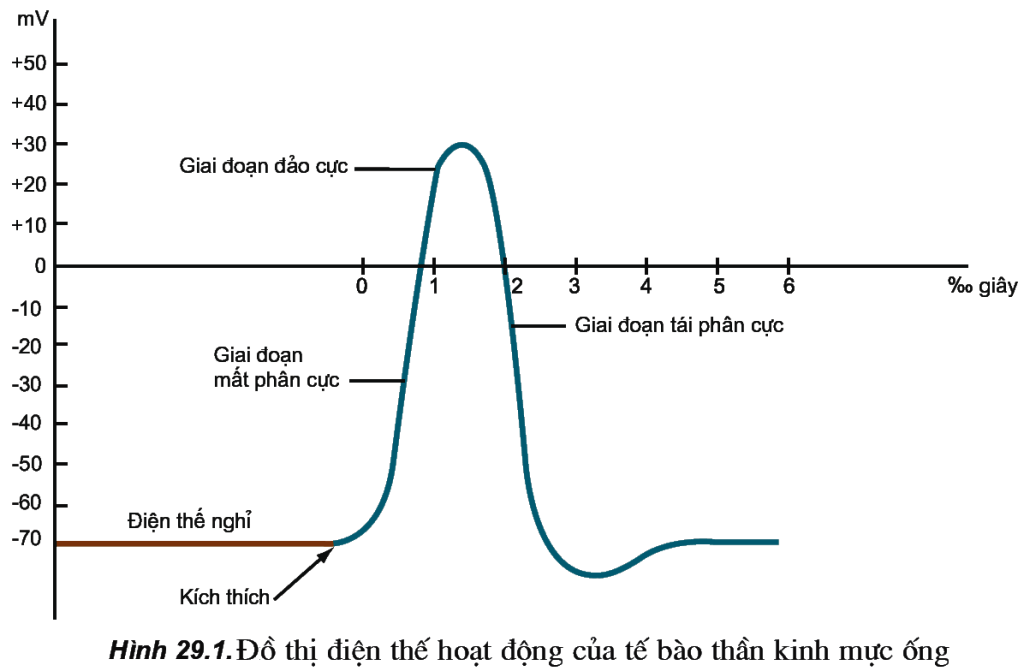 mV
+50
+40
+30
Giai đoạn đảo cực
+20
+10
0
0 1 2 3 4 5 6 ‰ giây
-10
Giai đoạn tái phân cực
-20
Giai đoạn
mất phân cực
-30
-40
-50
-60
Điện thế nghỉ
-70
Kích thích
Hình 29.1. Đồ thị điện thế hoạt động của tế bào thần kinh mực ống